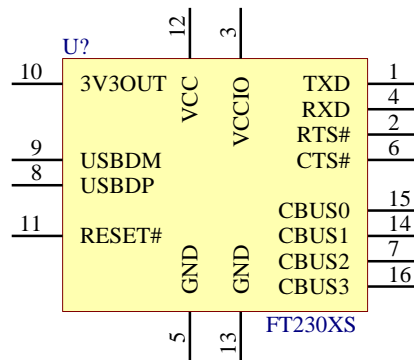 12
3
U?
10
3V3OUT
VCC
VCCIO
TXD
1
RXD
4
RTS#
2
9
USBDM
CTS#
6
8
USBDP
CBUS0
15
11
RESET#
CBUS1
14
GND
GND
CBUS2
7
CBUS3
16
5
13
FT230XS